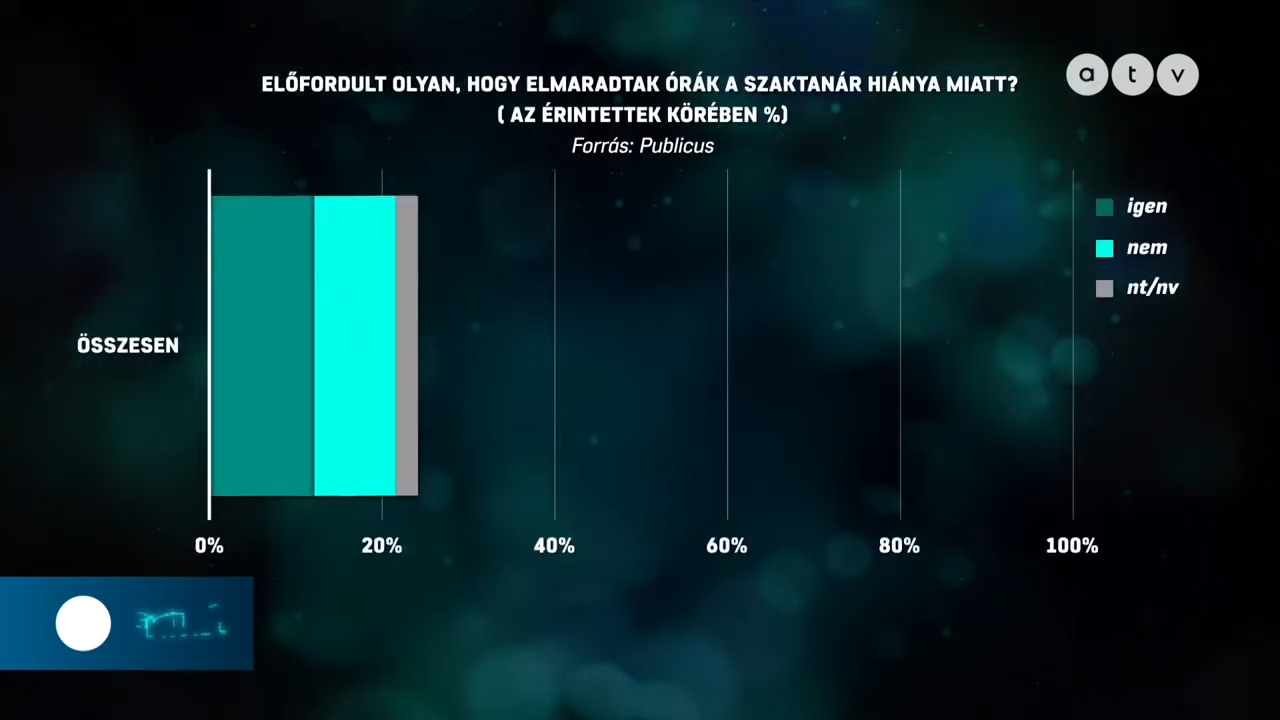 ELŐFORDULT OLYAN, HOGY ELMARADTAK ÓRÁK A SZAKTANÁR HIÁNYA MIATT?
( AZ ÉRINTETTEK KÖRÉBEN %)
Forrás: Publicus
a t v
igen
nem
nt/nv
ÖSSZESEN
0% 20% 40% 60% 80% 100%